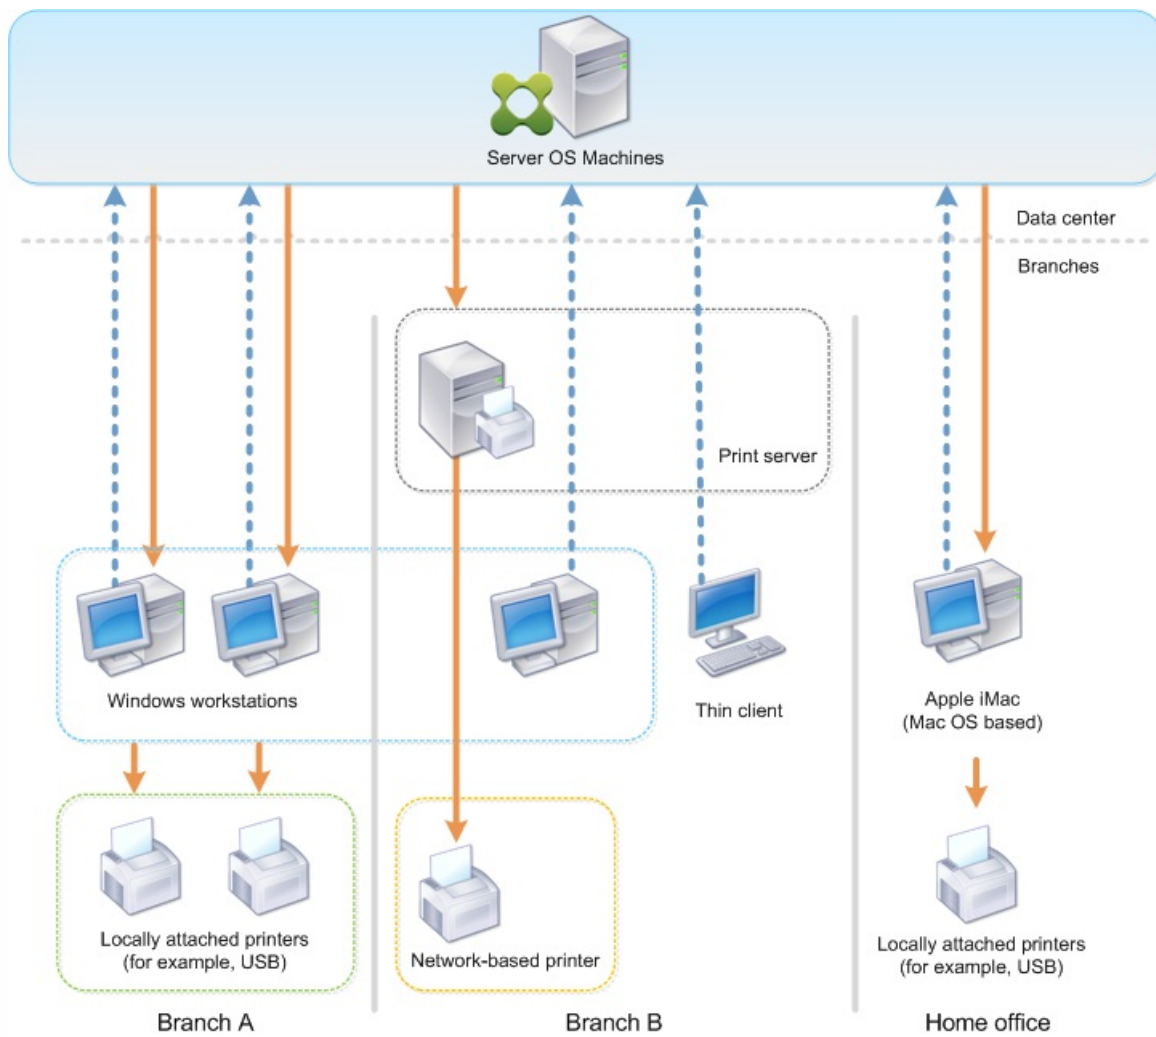 Server OS Machines
Data center
Branches
Print server
Windows workstations
Thin client
Apple iMac
(Mac OS based)
Locally attached printers
(for example, USB)
Network-based printer
Locally attached printers
(for example, USB)
Branch A
Branch B
Home office